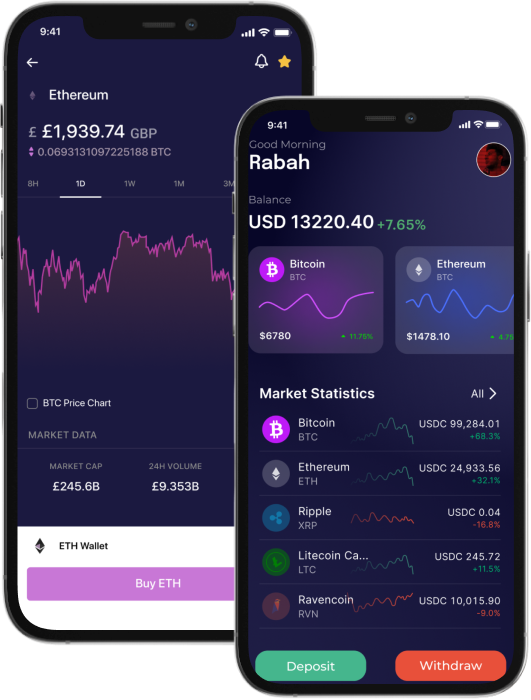 9:41
Ethereum
£ £1,939.74 GBP
0.0693131097225188 BTC
8H 1D 1W 1M 3M
BTC Price Chart
MARKET DATA
MARKET CAP 24H VOLUME
£245.6B £9.353B
ETH Wallet
Buy ETH
9:41
Good Morning
Rabah
Balance
USD 13220.40 +7.65%
Bitcoin
BTC
$6780 11.75%
Ethereum
BTC
$1478.10 4.75
Market Statistics All
Bitcoin USDC 99,284.01
BTC +68.3%
Ethereum USDC 24,933.56
ETH +32.1%
Ripple USDC 0.04
XRP -16.8%
Litecoin Ca... USDC 245.72
LTC +11.5%
Ravencoin USDC 10,015.90
RVN -9.0%
Deposit Withdraw